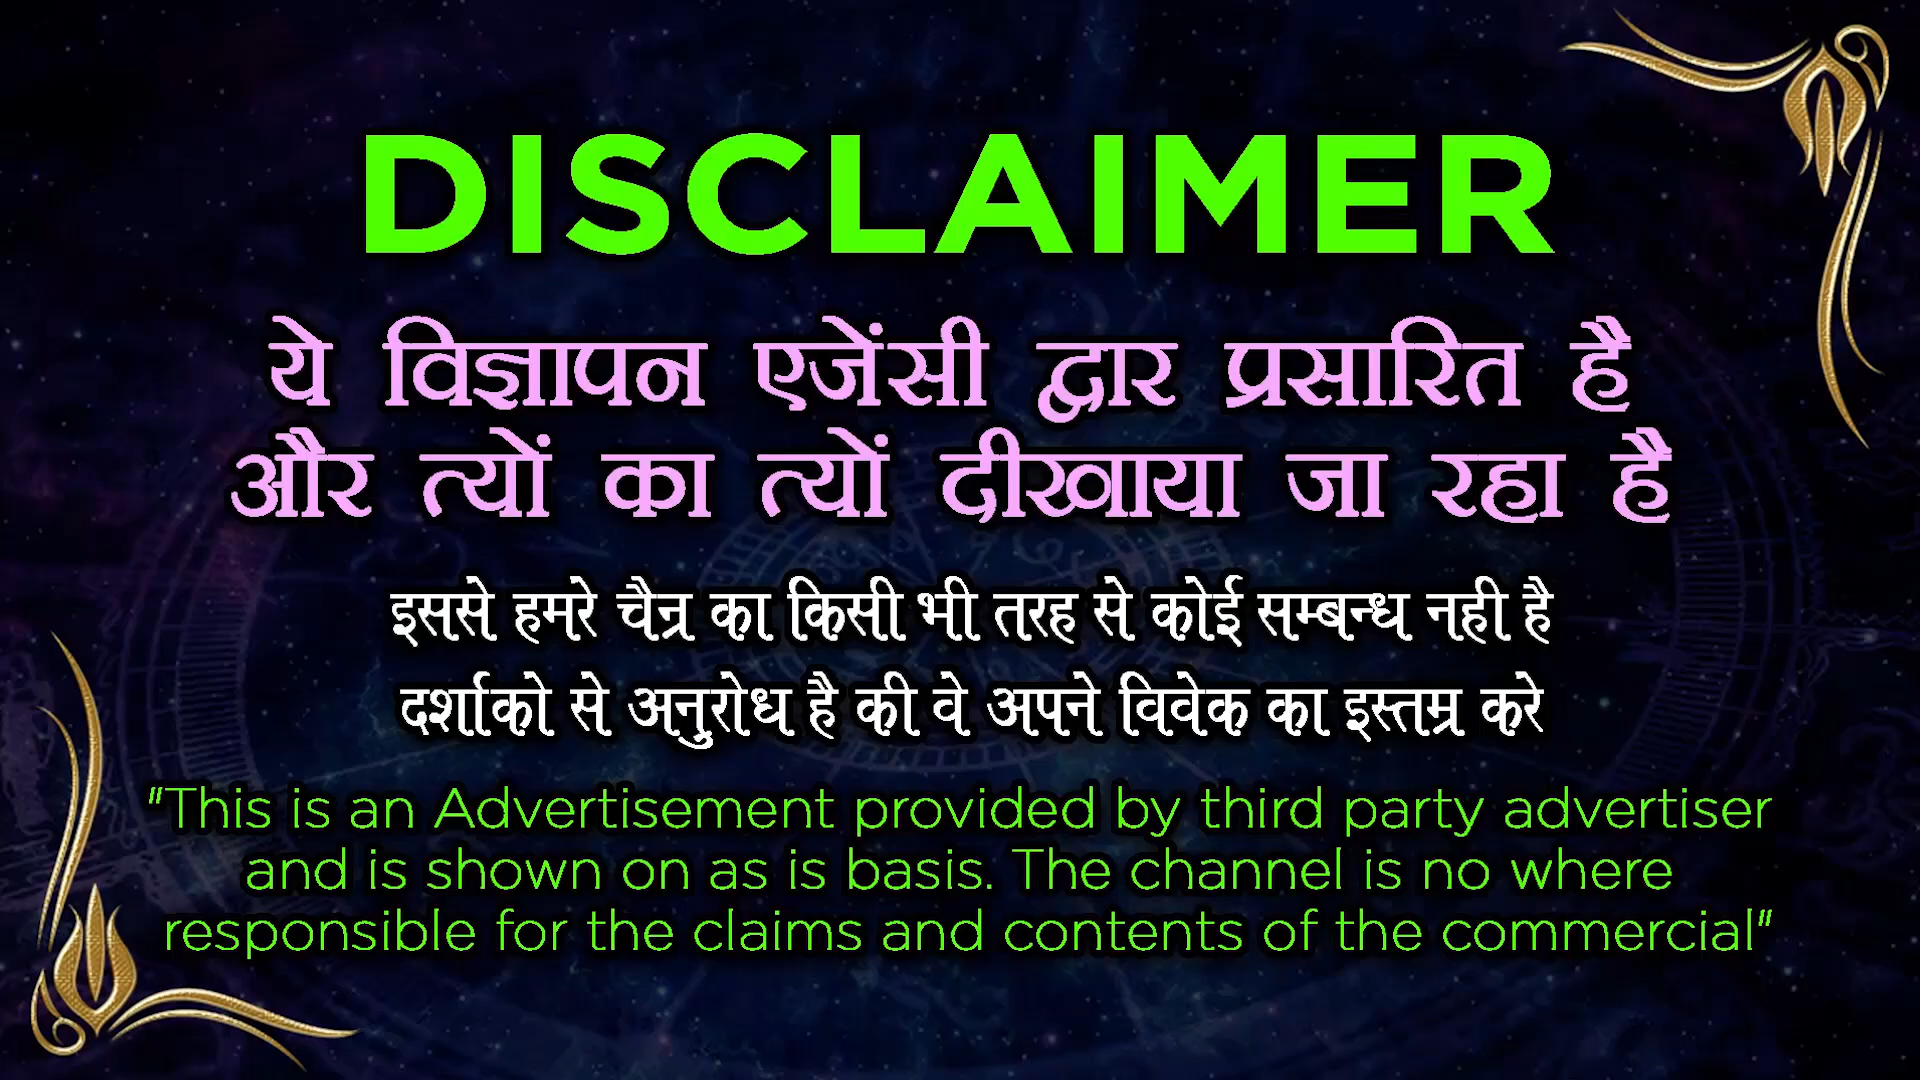 DISCLAIMER
ये विज्ञापन एजेंसी द्वार प्रसारित है
और त्यों का त्यों दीखाया जा रहा है
इससे हमरे चैन्र का किसी भी तरह से कोई सम्बन्ध नही है
दर्शाको से अनुरोध है की वे अपने विवेक का इस्तम्र करे
"This is an Advertisement provided by third party advertiser
and is shown on as is basis. The channel is no where
responsible for the claims and contents of the commercial"